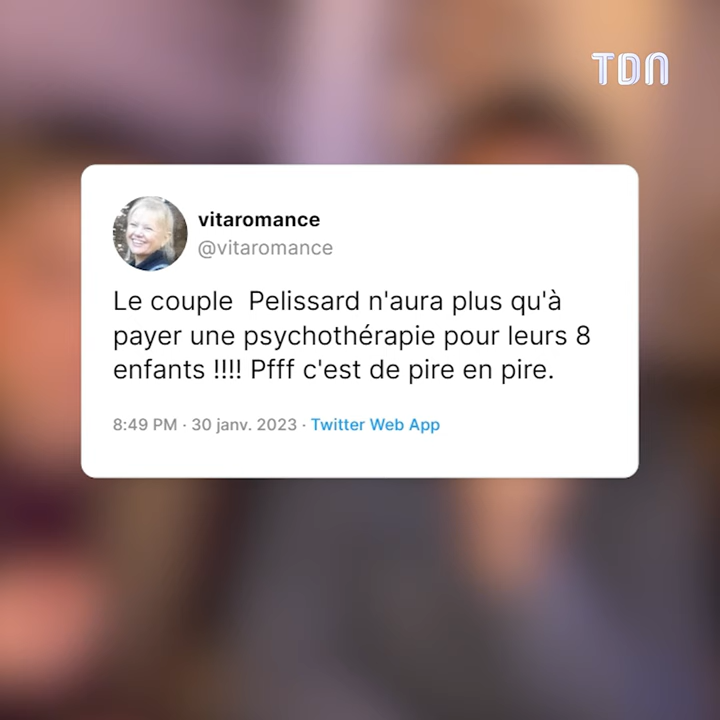 TDN
vitaromance
@vitaromance
Le couple  Pelissard n'aura plus qu'à
payer une psychothérapie pour leurs 8
enfants !!!! Pfff c'est de pire en pire.
8:49 PM · 30 janv. 2023 · Twitter Web App